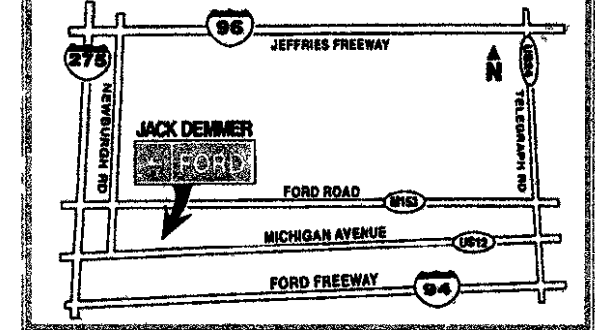 96
JEFFRIES FREEWAY
275
N
US24
NEWBURGH RD
TELEGRAPH RD
JACK DEMMER
FORD
FORD ROAD
M153
MICHIGAN AVENUE
US12
FORD FREEWAY
94